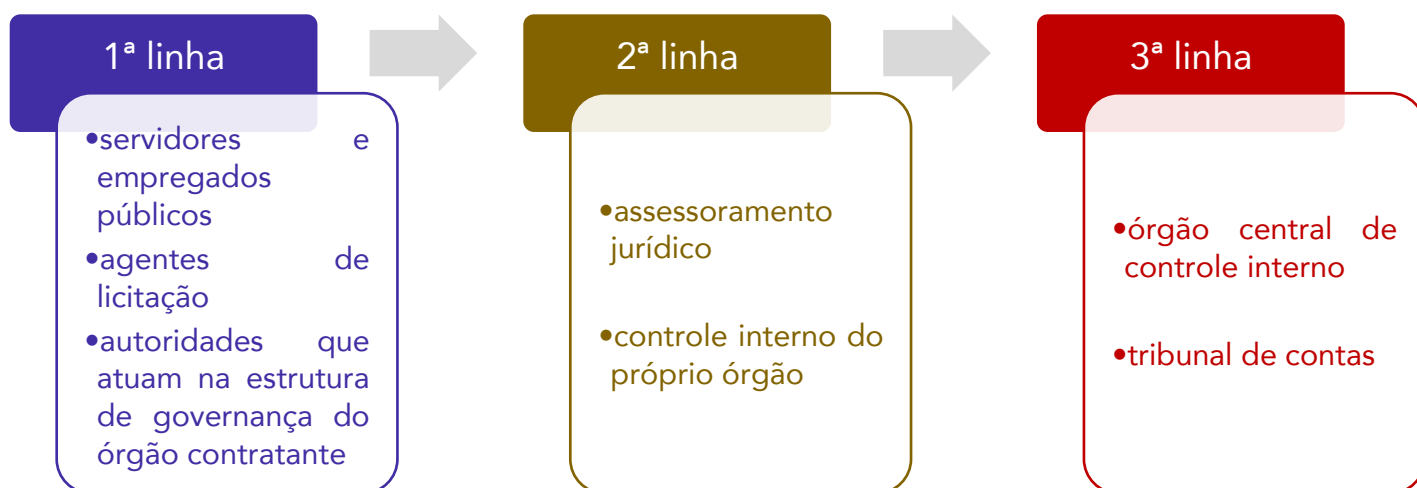 1ª linha
•servidores e
empregados
públicos
•agentes de
licitação
•autoridades que
atuam na estrutura
de governança do
órgão contratante
2ª linha
•assessoramento
jurídico
•controle interno do
próprio órgão
3ª linha
•órgão central de
controle interno
•tribunal de contas